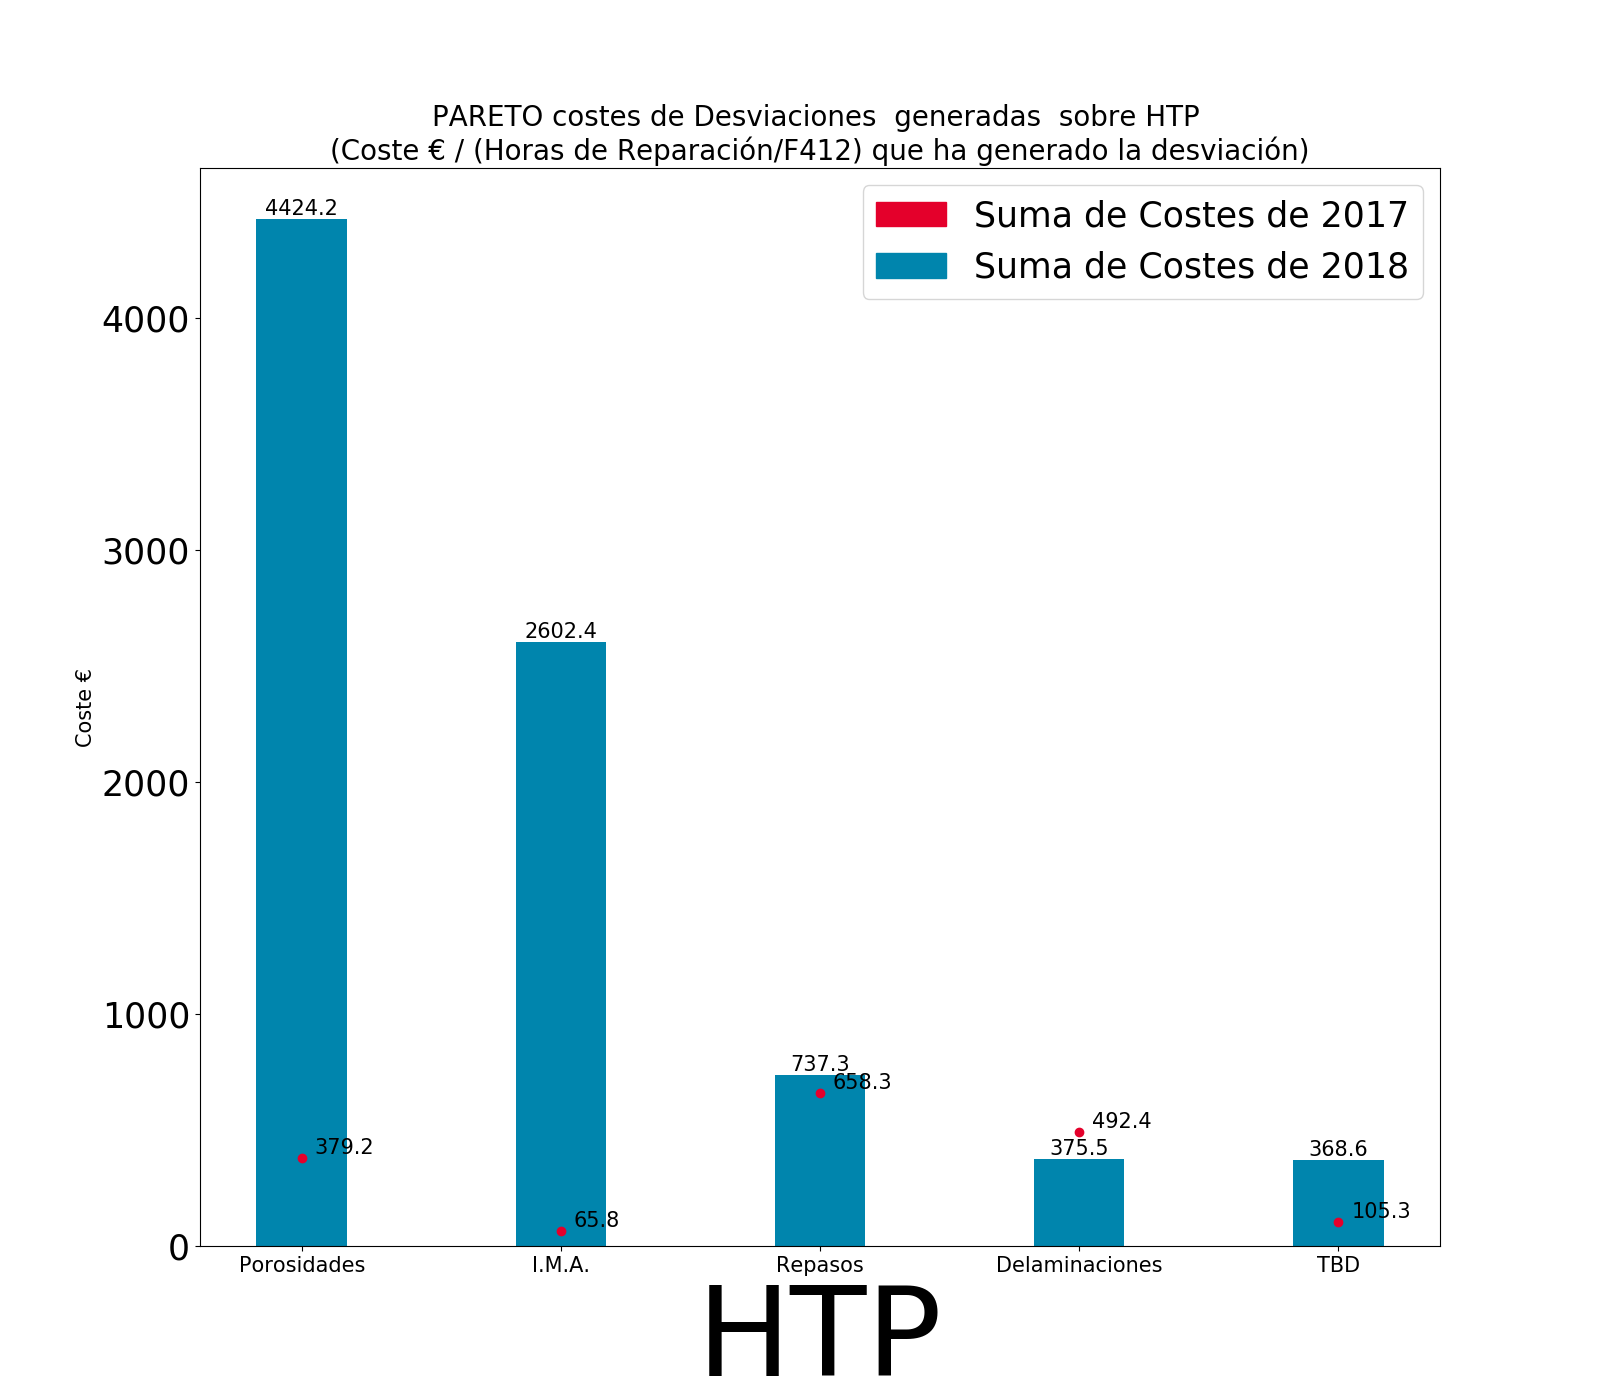 PARETO costes de Desviaciones  generadas  sobre HTP
(Coste € / (Horas de Reparación/F412) que ha generado la desviación)
Suma de Costes de 2017
Suma de Costes de 2018
4424.2
4000
3000
2602.4
Coste €
2000
1000
737.3
658.3
492.4
379.2
375.5
368.6
65.8
105.3
0
Porosidades
I.M.A.
Repasos
Delaminaciones
TBD
HTP